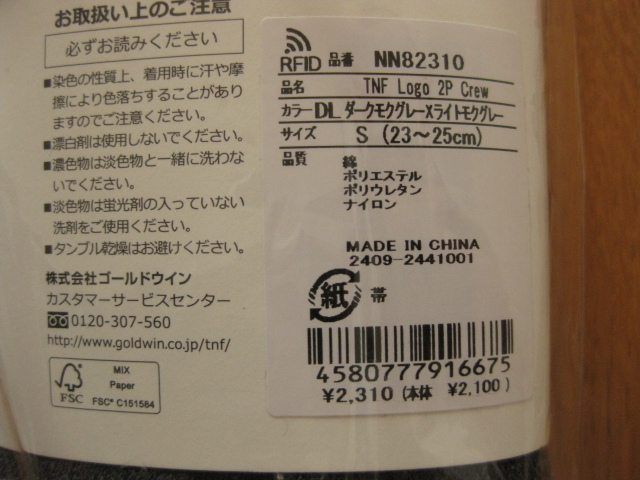 お取扱い上のご注意
必ずお読みください
■染色の性質上、着用時に汗や摩
擦により色落ちすることがあり
ますのでご注意ください。
■漂白剤は使用しないでください。
■濃色物は淡色物と一緒に洗わな
いでください。
■淡色物は蛍光剤の入っていない
洗剤をご使用ください。
■タンブル乾燥はお避けください。
株式会社ゴールドウイン
カスタマーサービスセンター
0120-307-560
http://www.goldwin.co.jp/tnf/
FSC
MIX
Paper
FSC® C151584
RFID 品番 NN82310
品名 TNF Logo 2P Crew
カラー DL ダークモクグレーXライトモクグレー
サイズ S (23～25cm)
品質 綿
ポリエステル
ポリウレタン
ナイロン
MADE IN CHINA
2409-2441001
紙 帯
4580777916675
¥2,310 (本体 ¥2,100)